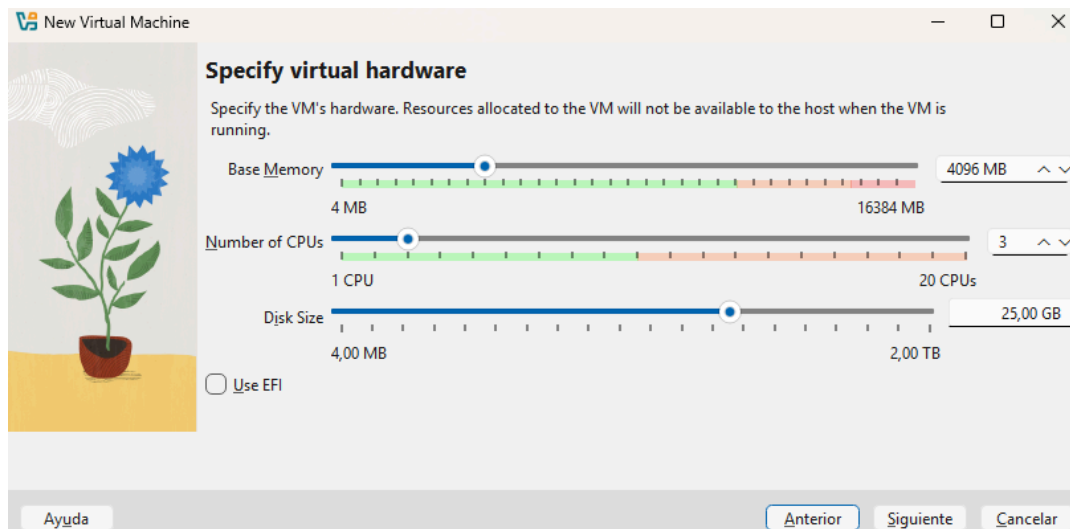 New Virtual Machine
Specify virtual hardware
Specify the VM's hardware. Resources allocated to the VM will not be available to the host when the VM is
running.
Base Memory 4096 MB
4 MB 16384 MB
Number of CPUs 3
1 CPU 20 CPUs
Disk Size 25,00 GB
4,00 MB 2,00 TB
Use EFI
Ayuda Anterior Siguiente Cancelar